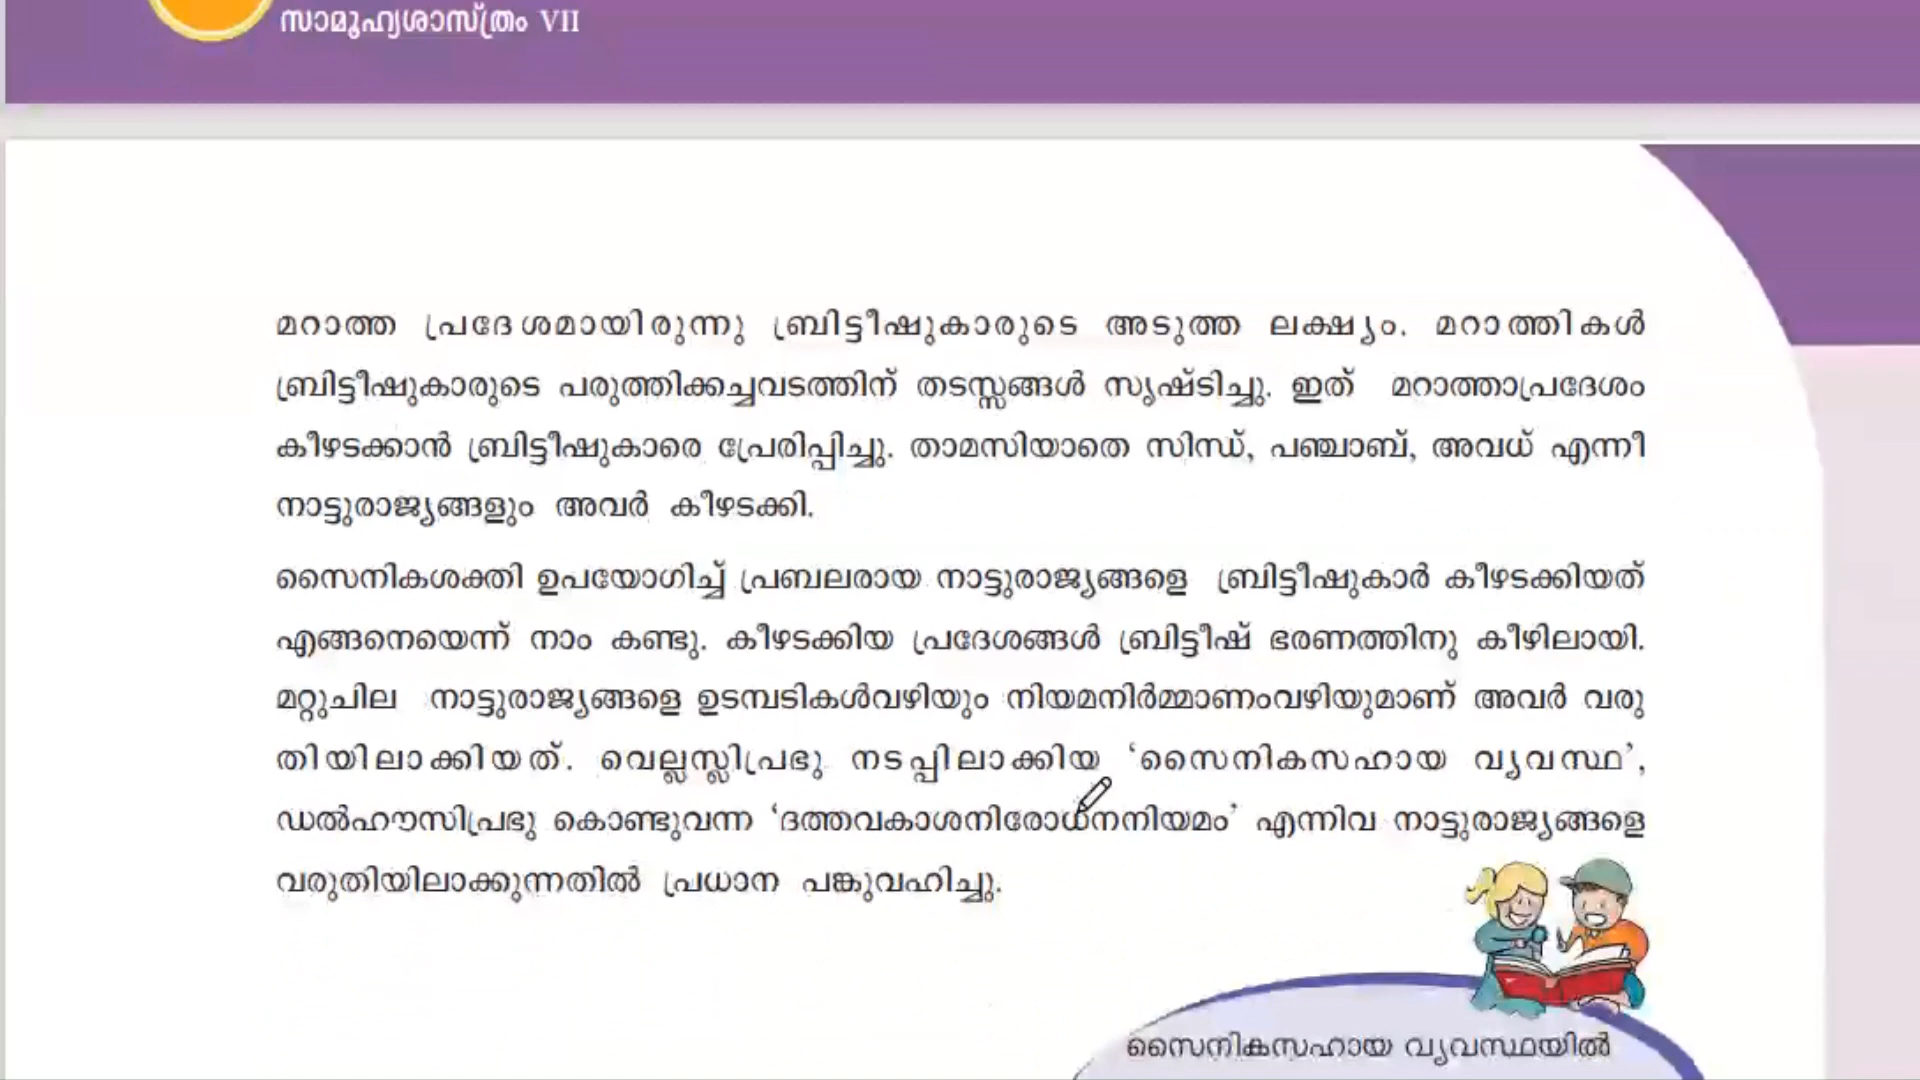 സാമൂഹ്യശാസ്ത്രം VII
മറാത്ത പ്രദേശമായിരുന്നു ബ്രിട്ടീഷുകാരുടെ അടുത്ത ലക്ഷ്യം. മറാത്തികൾ
ബ്രിട്ടീഷുകാരുടെ പരുത്തിക്കച്ചവടത്തിന് തടസ്സങ്ങൾ സൃഷ്ടിച്ചു. ഇത് മറാത്താപ്രദേശം
കീഴടക്കാൻ ബ്രിട്ടീഷുകാരെ പ്രേരിപ്പിച്ചു. താമസിയാതെ സിന്ധ്, പഞ്ചാബ്, അവധ് എന്നീ
നാട്ടുരാജ്യങ്ങളും അവർ കീഴടക്കി.
സൈനികശക്തി ഉപയോഗിച്ച് പ്രബലരായ നാട്ടുരാജ്യങ്ങളെ ബ്രിട്ടീഷുകാർ കീഴടക്കിയത്
എങ്ങനെയെന്ന് നാം കണ്ടു. കീഴടക്കിയ പ്രദേശങ്ങൾ ബ്രിട്ടീഷ് ഭരണത്തിനു കീഴിലായി.
മറ്റുചില നാട്ടുരാജ്യങ്ങളെ ഉടമ്പടികൾവഴിയും നിയമനിർമ്മാണംവഴിയുമാണ് അവർ വരു
തിയിലാക്കിയത്. വെല്ലസ്ലിപ്രഭു നടപ്പിലാക്കിയ ‘സൈനികസഹായ വ്യവസ്ഥ’,
ഡൽഹൗസിപ്രഭു കൊണ്ടുവന്ന ‘ദത്തവകാശനിരോധനനിയമം’ എന്നിവ നാട്ടുരാജ്യങ്ങളെ
വരുതിയിലാക്കുന്നതിൽ പ്രധാന പങ്കുവഹിച്ചു.
സൈനികസഹായ വ്യവസ്ഥയിൽ